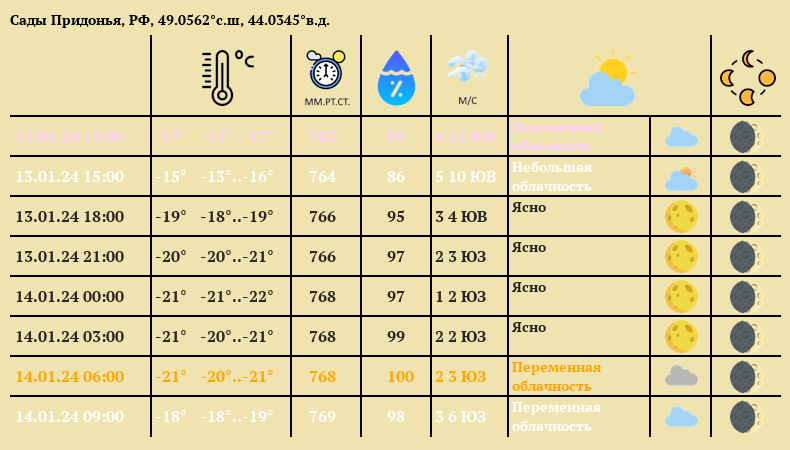 Сады Придонья, РФ, 49.0562°с.ш, 44.0345°в.д.
°c
ММ.РТ.СТ.
%
М/С
13.01.24 12:00 -17° 762 89 6 12 ЮВ Переменная облачность
13.01.24 15:00 -15° -13°..-16° 764 86 5 10 ЮВ Небольшая облачность
13.01.24 18:00 -19° -18°..-19° 766 95 3 4 ЮВ Ясно
13.01.24 21:00 -20° -20°..-21° 766 97 2 3 ЮЗ Ясно
14.01.24 00:00 -21° -21°..-22° 768 97 1 2 ЮЗ Ясно
14.01.24 03:00 -21° -20°..-21° 768 99 2 2 ЮЗ Ясно
14.01.24 06:00 -21° -20°..-21° 768 100 2 3 ЮЗ Переменная облачность
14.01.24 09:00 -18° -18°..-19° 769 98 3 6 ЮЗ Переменная облачность